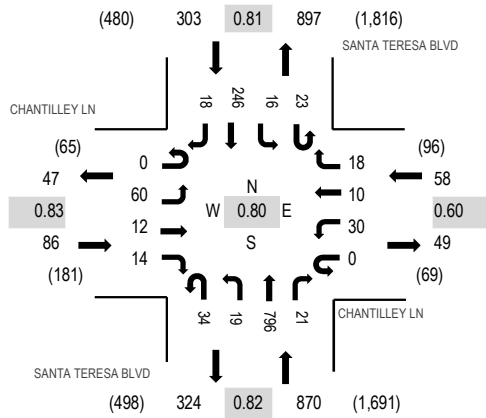 (480) 303 0.81 897 (1,816)
SANTA TERESA BLVD
18 246 16 23
CHANTILLEY LN
(65) 0 18 (96)
47 60 10 58
N
0.83 W 0.80 E 0.60
S
12 30
86 14 0 49
(181) (69)
34 19 796 21
CHANTILLEY LN
SANTA TERESA BLVD
(498) 324 0.82 870 (1,691)